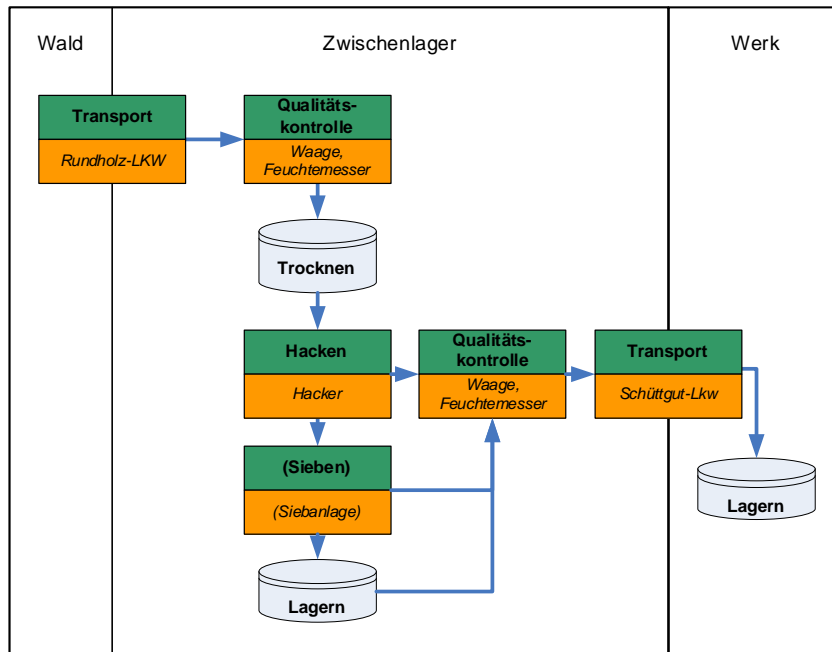 Wald
Zwischenlager
Werk
Transport
Rundholz-LKW
Qualitäts-
kontrolle
Waage,
Feuchtemesser
Trocknen
Hacken
Hacker
Qualitäts-
kontrolle
Waage,
Feuchtemesser
Transport
Schüttgut-Lkw
(Sieben)
(Siebanlage)
Lagern
Lagern